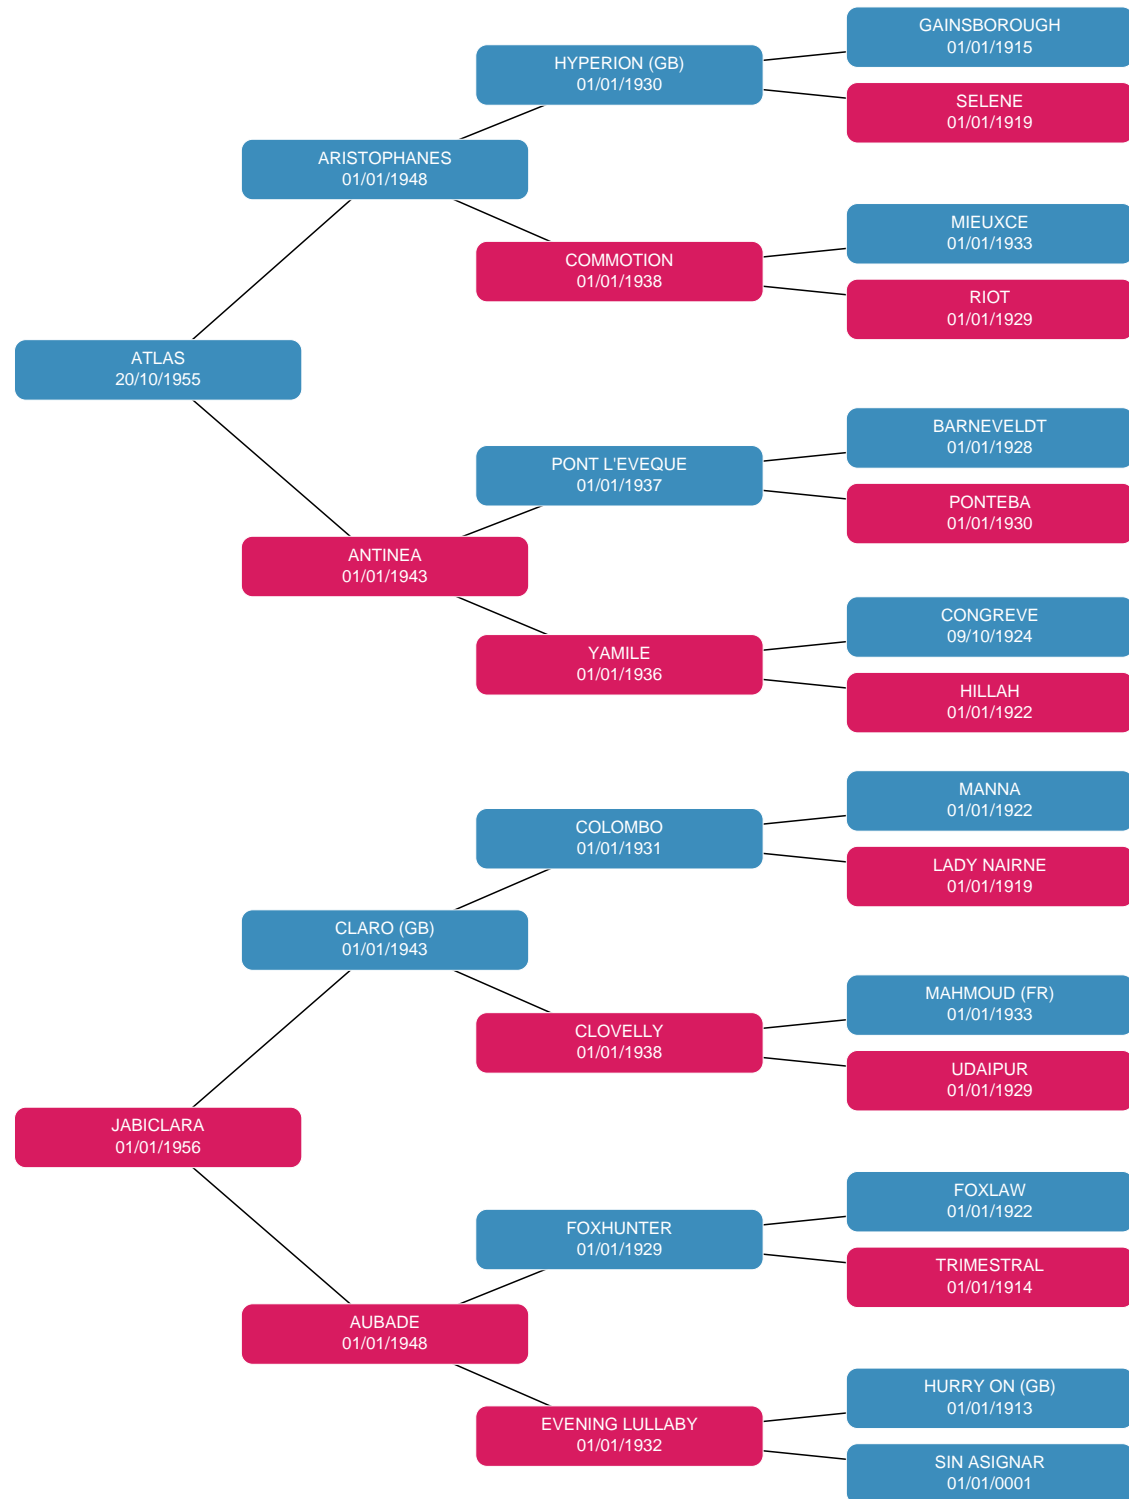 GAINSBOROUGH
01/01/1915
HYPERION (GB)
01/01/1930
SELENE
01/01/1919
ARISTOPHANES
01/01/1948
MIEUXCE
01/01/1933
COMMOTION
01/01/1938
RIOT
01/01/1929
ATLAS
20/10/1955
BARNEVELDT
01/01/1928
PONT L'EVEQUE
01/01/1937
PONTEBA
01/01/1930
ANTINEA
01/01/1943
CONGREVE
09/10/1924
YAMILE
01/01/1936
HILLAH
01/01/1922
MANNA
01/01/1922
COLOMBO
01/01/1931
LADY NAIRNE
01/01/1919
CLARO (GB)
01/01/1943
MAHMOUD (FR)
01/01/1933
CLOVELLY
01/01/1938
UDAIPUR
01/01/1929
JABICLARA
01/01/1956
FOXLAW
01/01/1922
FOXHUNTER
01/01/1929
TRIMESTRAL
01/01/1914
AUBADE
01/01/1948
HURRY ON (GB)
01/01/1913
EVENING LULLABY
01/01/1932
SIN ASIGNAR
01/01/0001